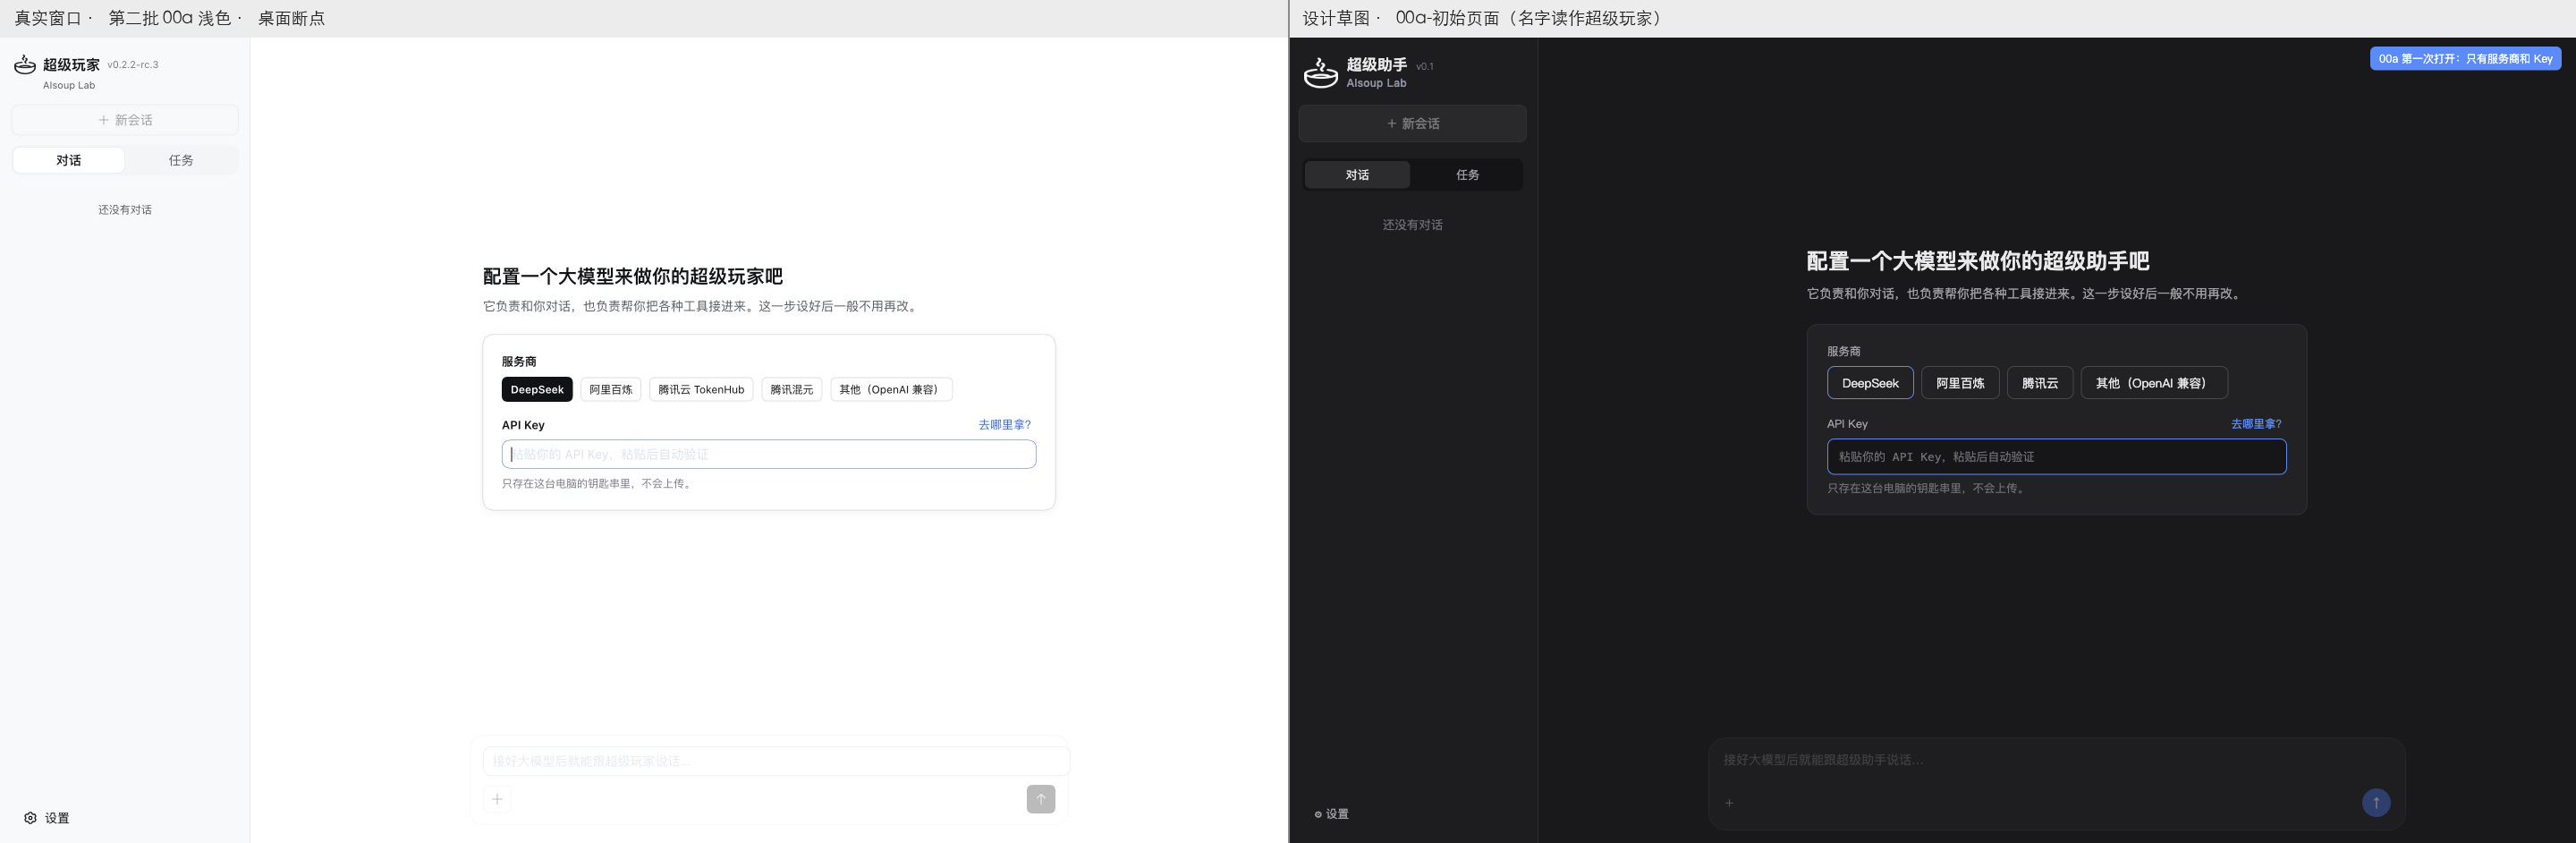 真实窗口 · 第二批 00a 浅色 · 桌面断点
超级玩家 v0.2.2-rc.3
AIsoup Lab
+ 新会话
对话 任务
还没有对话
配置一个大模型来做你的超级玩家吧
它负责和你对话，也负责帮你把各种工具接进来。这一步设好后一般不用再改。
服务商
DeepSeek 阿里百炼 腾讯云 TokenHub 腾讯混元 其他（OpenAI 兼容）
API Key 去哪里拿?
粘贴你的 API Key，粘贴后自动验证
只存在这台电脑的钥匙串里，不会上传。
接好大模型后就能跟超级玩家说话...
+ ↑
设置
设计草图 · 00a-初始页面（名字读作超级玩家）
超级助手 v0.1
AIsoup Lab
00a 第一次打开：只有服务商和 Key
+ 新会话
对话 任务
还没有对话
配置一个大模型来做你的超级助手吧
它负责和你对话，也负责帮你把各种工具接进来。这一步设好后一般不用再改。
服务商
DeepSeek 阿里百炼 腾讯云 其他（OpenAI 兼容）
API Key 去哪里拿?
粘贴你的 API Key，粘贴后自动验证
只存在这台电脑的钥匙串里，不会上传。
接好大模型后就能跟超级助手说话...
+ ↑
设置